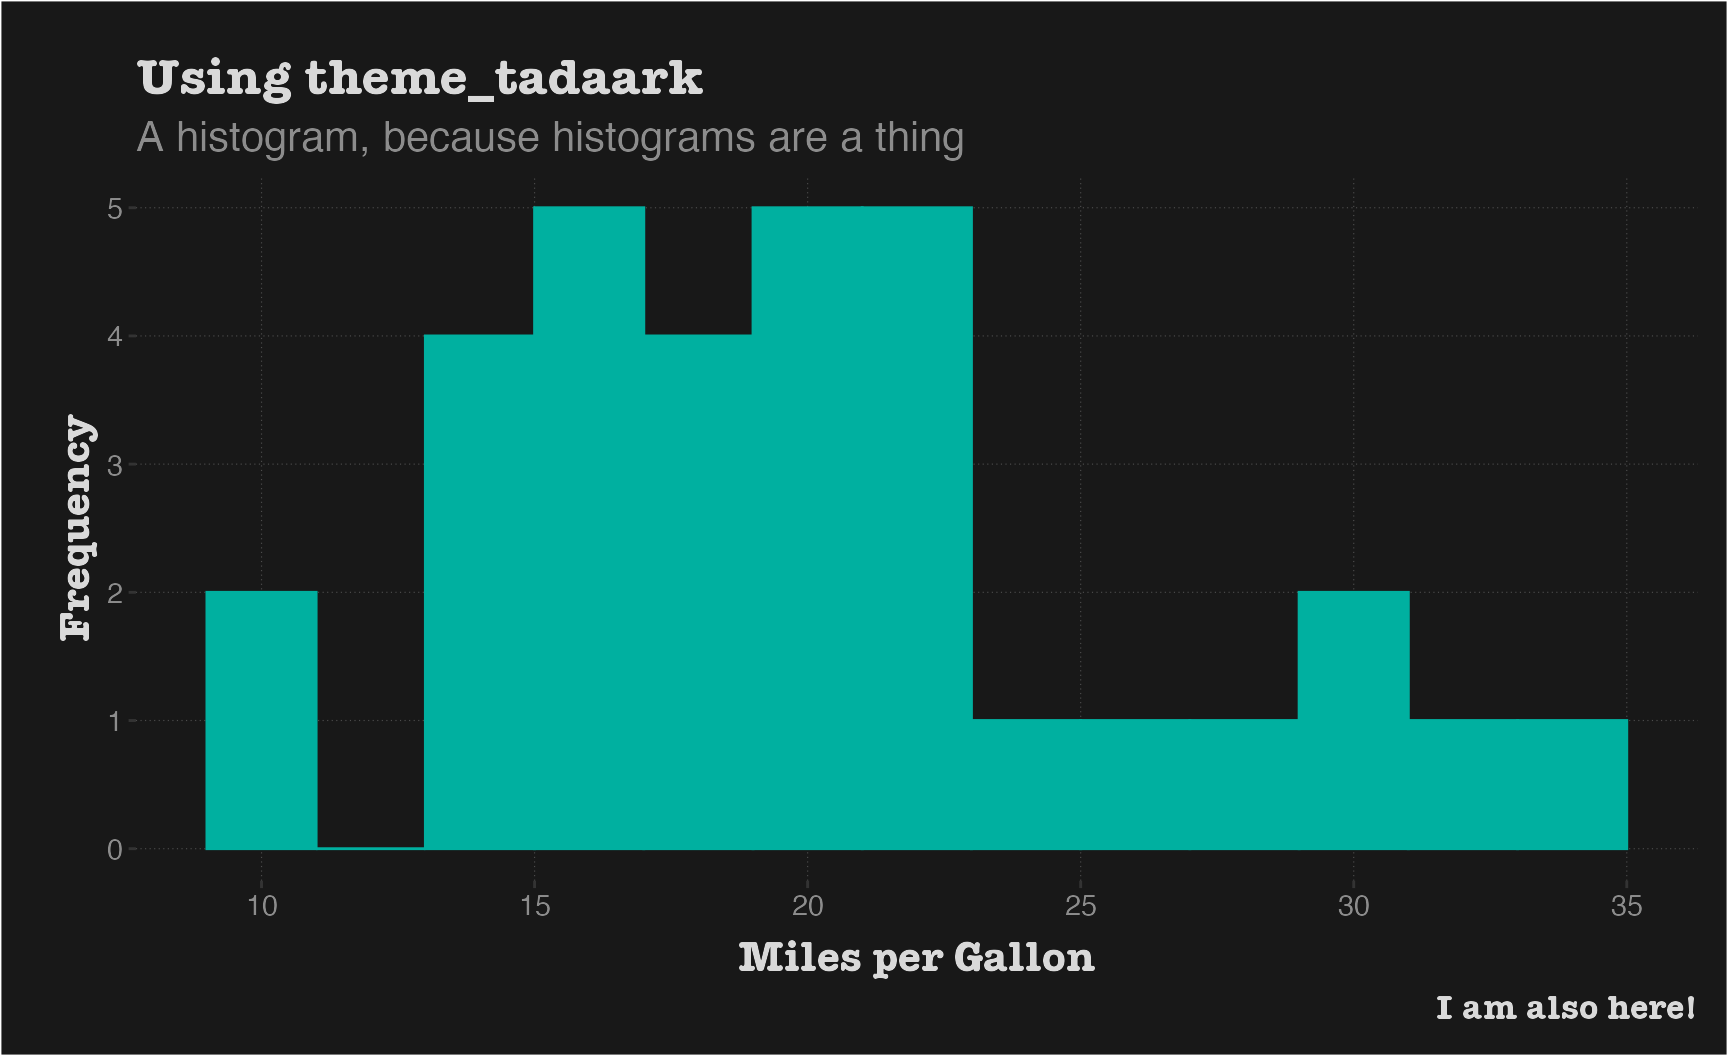 Using theme_tadaark
A histogram, because histograms are a thing
5
4
3
2
1
0
Frequency
10 15 20 25 30 35
Miles per Gallon
I am also here!